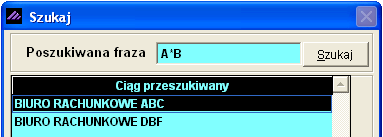 Szukaj
Poszukiwana fraza A*B Szukaj
Ciąg przeszukiwany
BIURO RACHUNKOWE ABC
BIURO RACHUNKOWE DBF